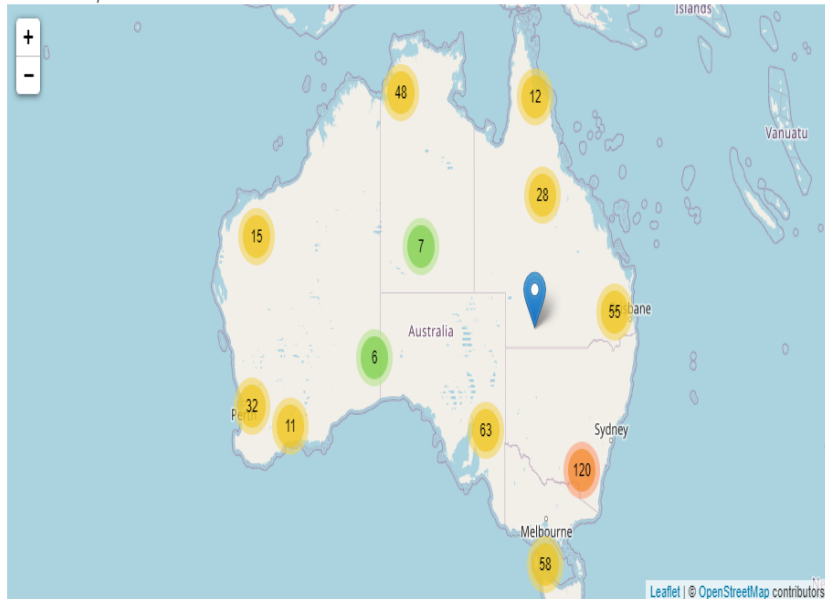 Islands
+
−
48
12
Vanuatu
28
15
7
55
sbane
Australia
6
32
Perth
11
63
Sydney
120
Melbourne
58
Leaflet | © OpenStreetMap contributors